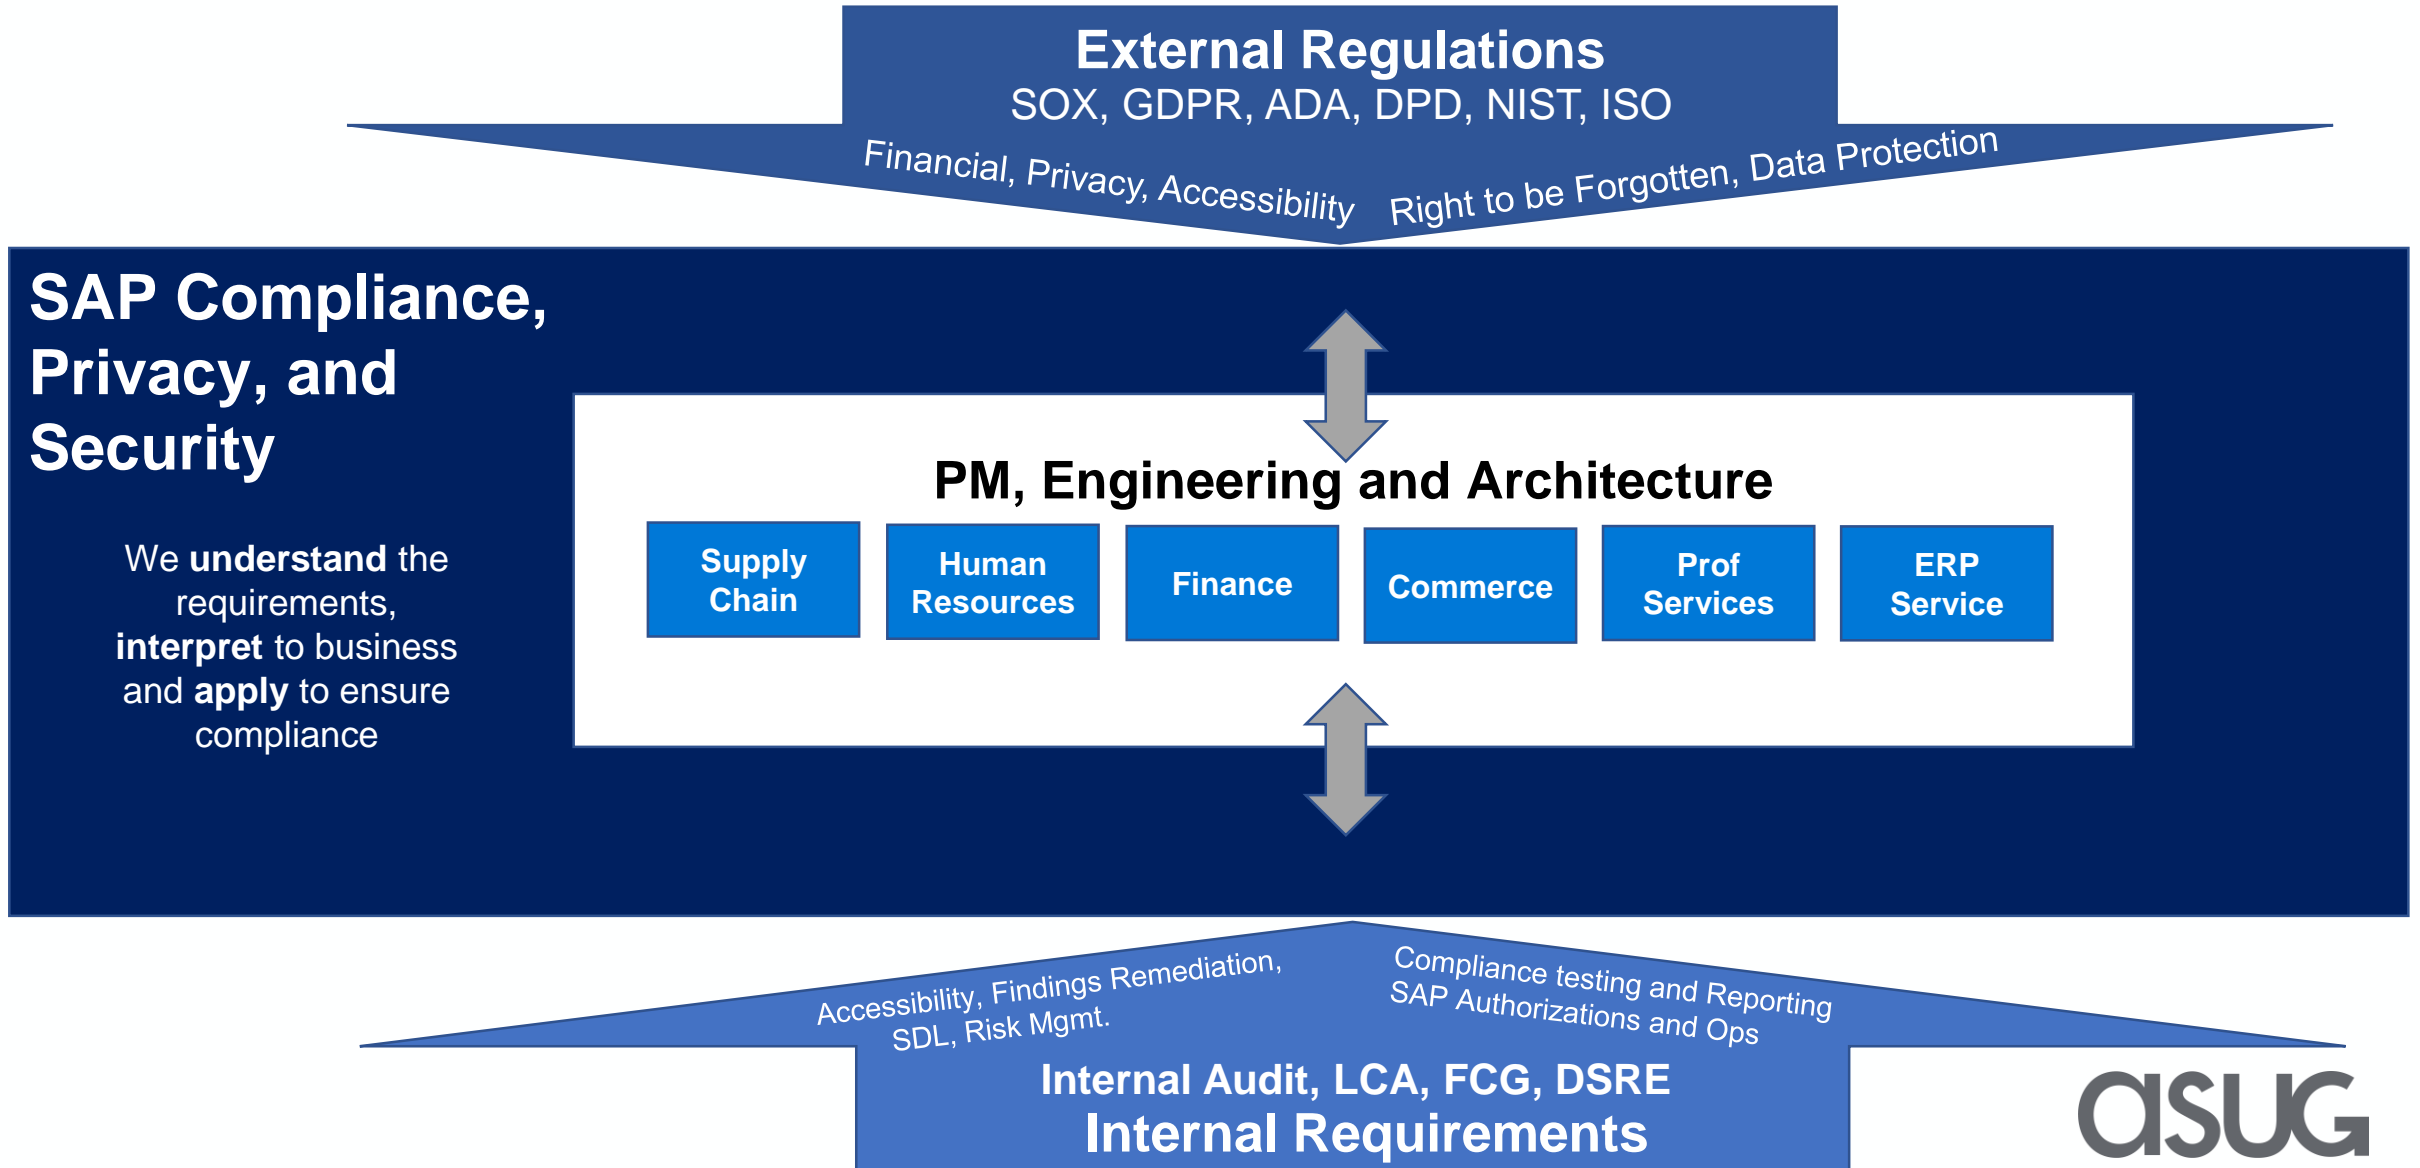 External Regulations
SOX, GDPR, ADA, DPD, NIST, ISO
Financial, Privacy, Accessibility
Right to be Forgotten, Data Protection
SAP Compliance,
Privacy, and
Security
We understand the
requirements,
interpret to business
and apply to ensure
compliance
PM, Engineering and Architecture
Supply
Chain
Human
Resources
Finance
Commerce
Prof
Services
ERP
Service
Accessibility, Findings Remediation,
SDL, Risk Mgmt.
Compliance testing and Reporting
SAP Authorizations and Ops
Internal Audit, LCA, FCG, DSRE
Internal Requirements
asug